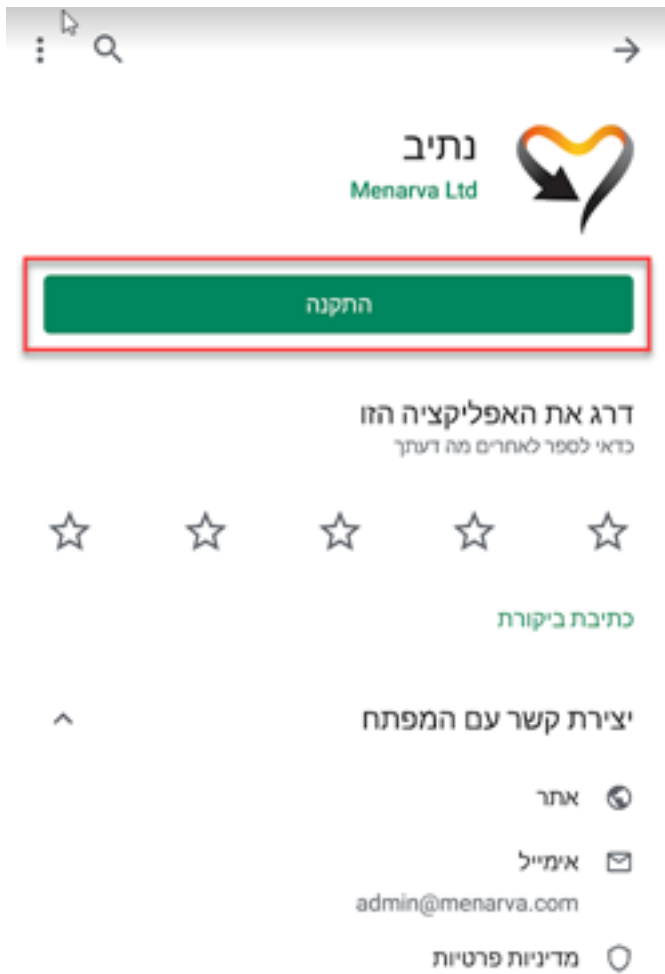 נתיב
Menarva Ltd
התקנה
דרג את האפליקציה הזו
כדאי לספר לאחרים מה דעתך
כתיבת ביקורת
יצירת קשר עם המפתח
אתר
אימייל
admin@menarva.com
מדיניות פרטיות